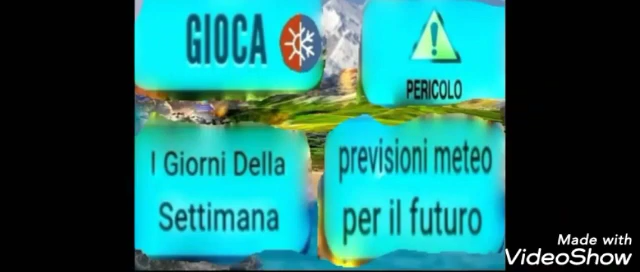 GIOCA
PERICOLO
I Giorni Della
Settimana
previsioni meteo
per il futuro
Made with
VideoShow